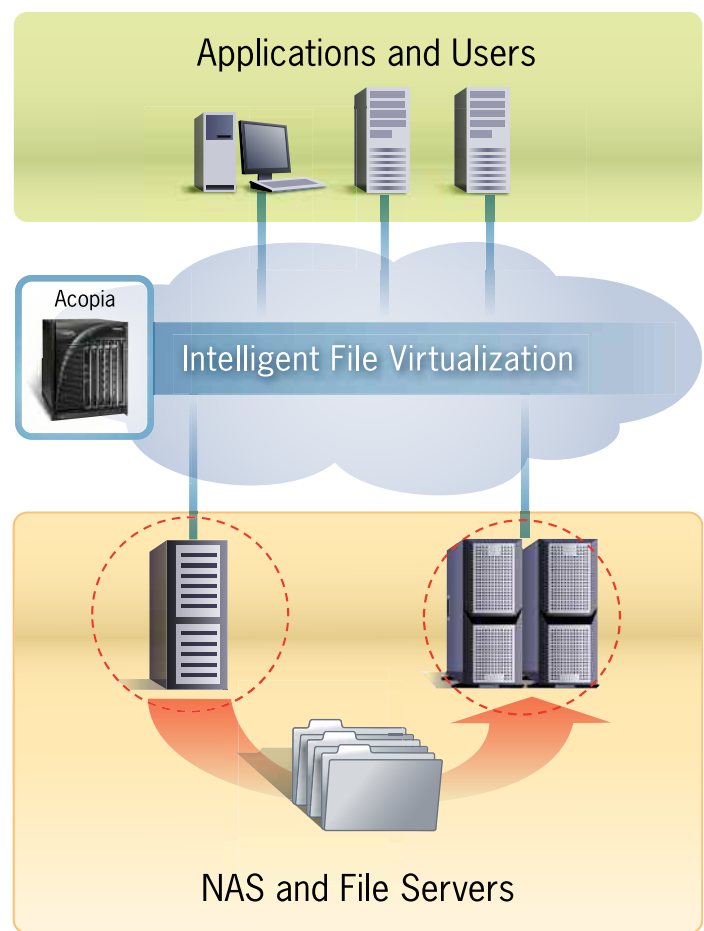 Applications and Users
Acopia
Intelligent File Virtualization
NAS and File Servers